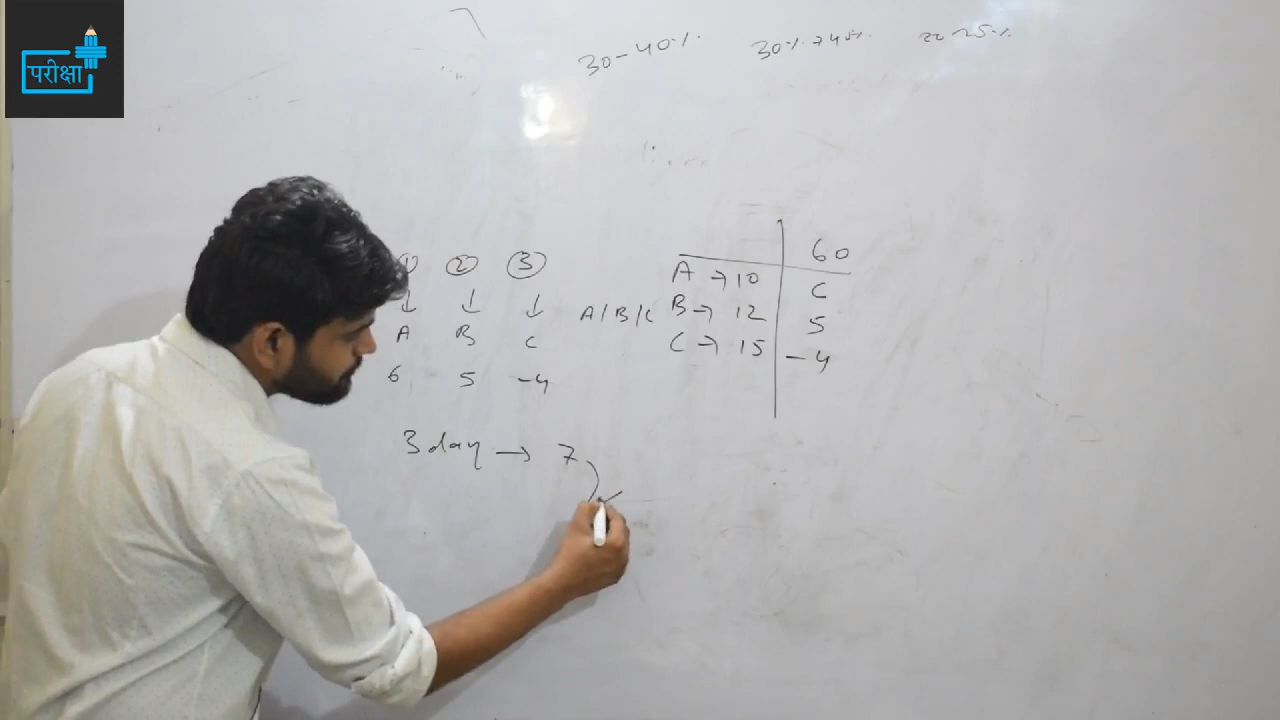 परीक्षा
30-40%. 30%.745%. 20 25%.
1 2 3
↓ ↓ ↓
A B C
6 5 -4
A/B/C
60
A → 10 6
B → 12 5
C → 15 -4
3 day → 7